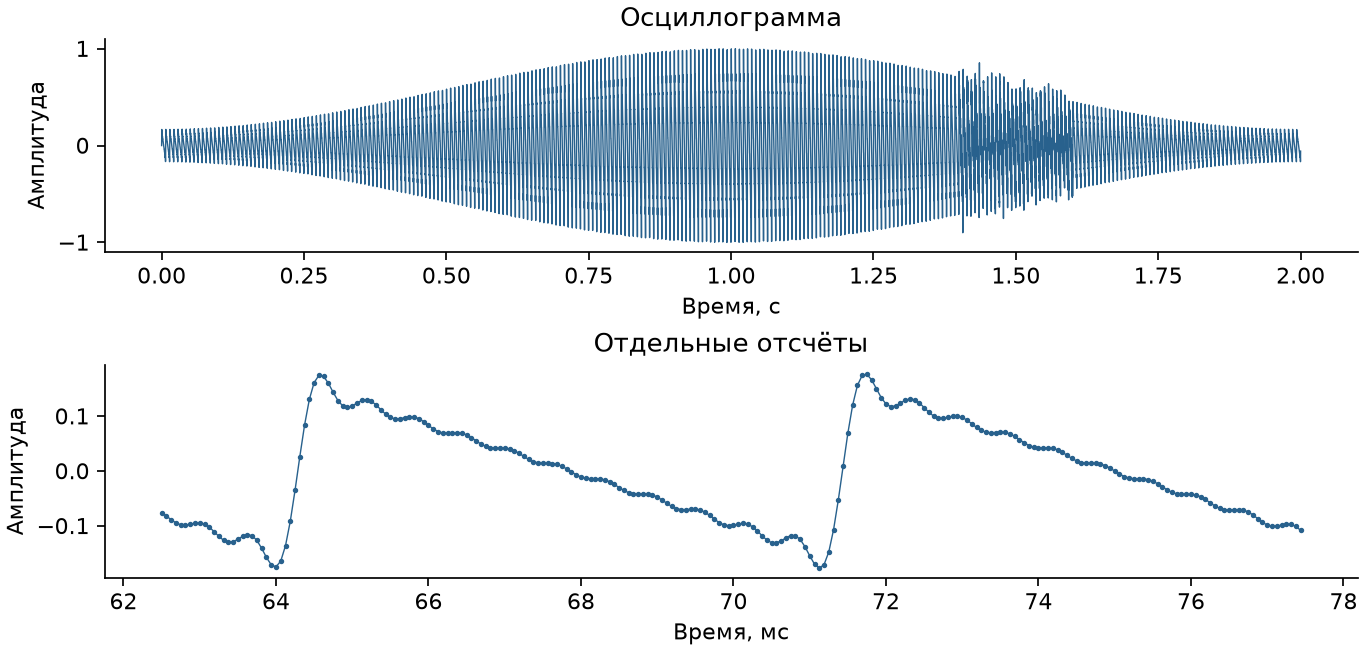 Осциллограмма
Амплитуда
1
0
−1
0.00 0.25 0.50 0.75 1.00 1.25 1.50 1.75 2.00
Время, с
Отдельные отсчёты
Амплитуда
0.1
0.0
−0.1
62 64 66 68 70 72 74 76 78
Время, мс